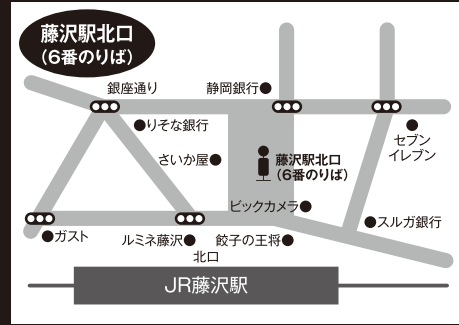 藤沢駅北口
(6番のりば)
銀座通り
静岡銀行
りそな銀行
セブン
イレブン
さいか屋
藤沢駅北口
(6番のりば)
ビックカメラ
スルガ銀行
ガスト
ルミネ藤沢
餃子の王将
北口
JR藤沢駅